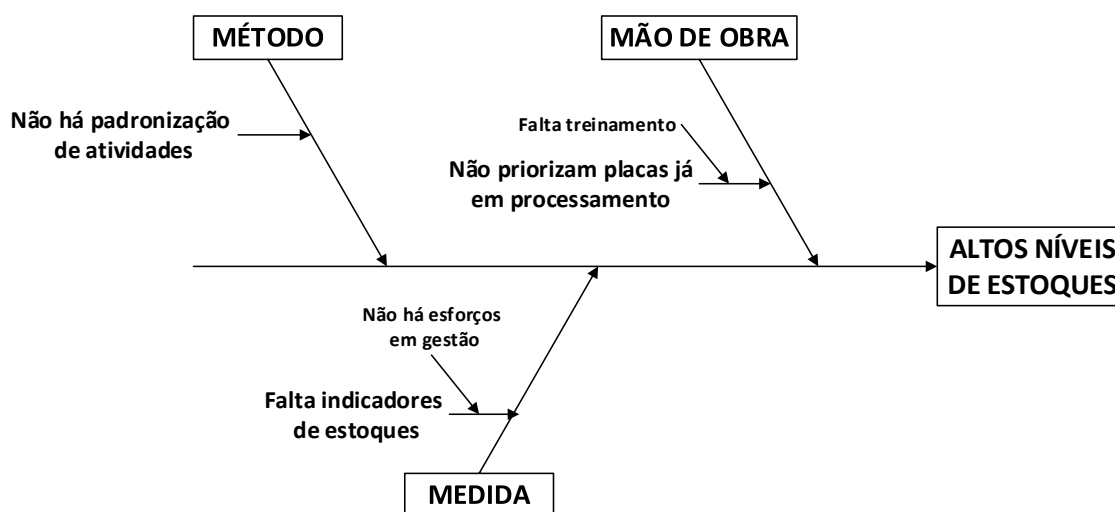 MÉTODO
MÃO DE OBRA
Não há padronização
de atividades
Falta treinamento
Não priorizam placas já
em processamento
ALTOS NÍVEIS
DE ESTOQUES
Não há esforços
em gestão
Falta indicadores
de estoques
MEDIDA